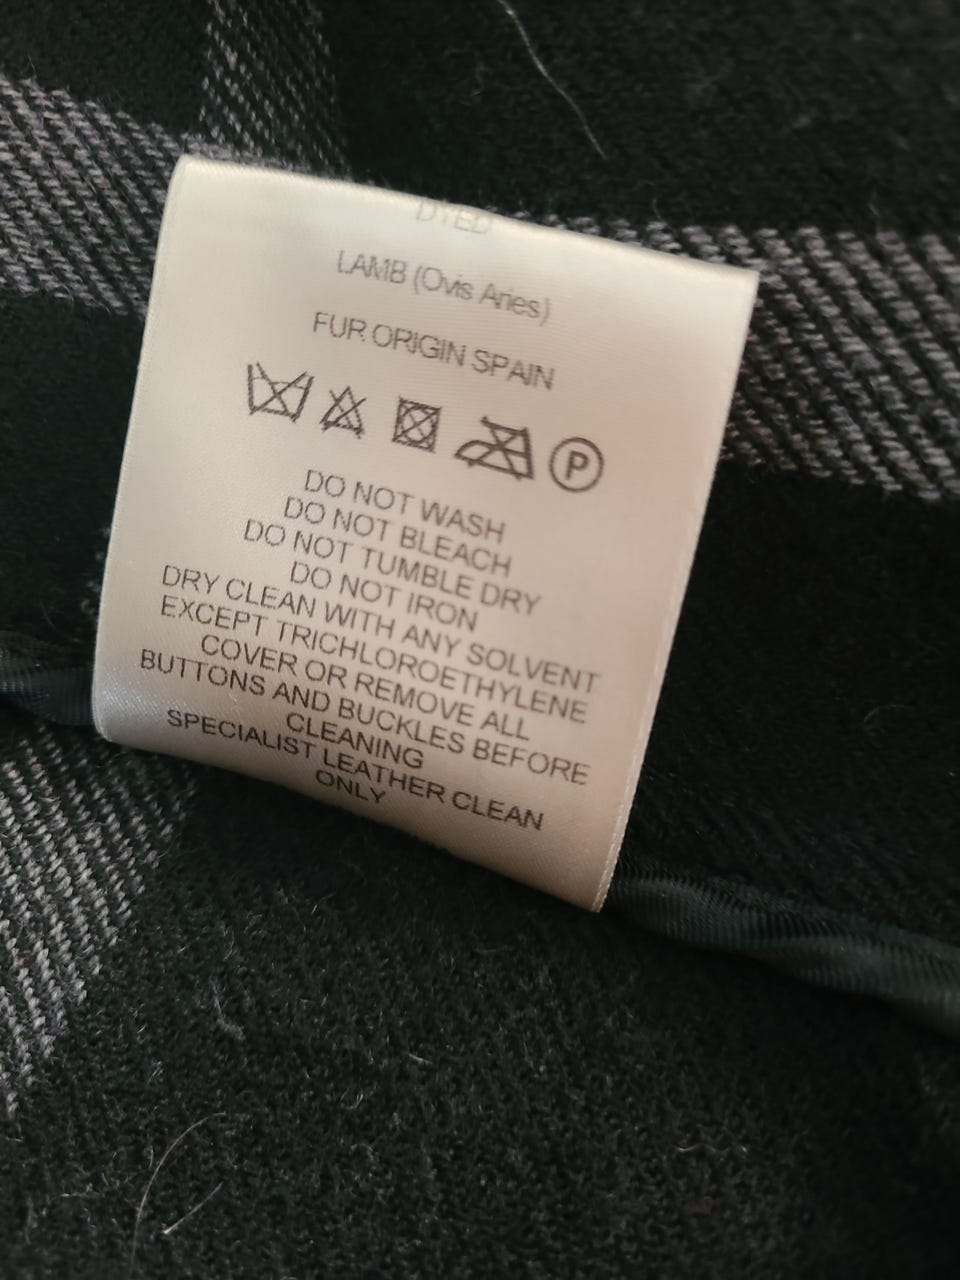 DYED
LAMB (Ovis Aries)
FUR ORIGIN SPAIN
P
DO NOT WASH
DO NOT BLEACH
DO NOT TUMBLE DRY
DO NOT IRON
DRY CLEAN WITH ANY SOLVENT
EXCEPT TRICHLOROETHYLENE
COVER OR REMOVE ALL
BUTTONS AND BUCKLES BEFORE
CLEANING
SPECIALIST LEATHER CLEAN
ONLY